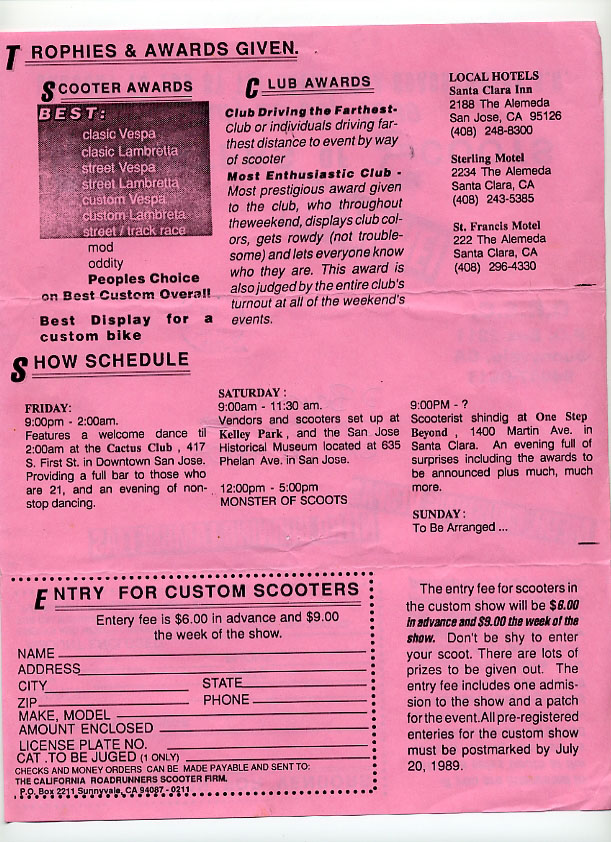 TROPHIES & AWARDS GIVEN.
SCOOTER AWARDS
BEST:
clasic Vespa
clasic Lambretta
street Vespa
street Lambretta
custom Vespa
custom Lambreta
street / track race
mod
oddity
Peoples Choice
on Best Custom Overall
Best Display for a
custom bike
CLUB AWARDS
Club Driving the Farthest-
Club or individuals driving far-
thest distance to event by way
of scooter
Most Enthusiastic Club -
Most prestigious award given
to the club, who throughout
theweekend, displays club col-
ors, gets rowdy (not trouble-
some) and lets everyone know
who they are. This award is
also judged by the entire club's
turnout at all of the weekend's
events.
LOCAL HOTELS
Santa Clara Inn
2188 The Alameda
San Jose, CA 95126
(408) 248-8300
Sterling Motel
2234 The Alameda
Santa Clara, CA
(408) 243-5385
St. Francis Motel
222 The Alameda
Santa Clara, CA
(408) 296-4330
SHOW SCHEDULE
FRIDAY:
9:00pm - 2:00am.
Features a welcome dance til
2:00am at the Cactus Club , 417
S. First St. in Downtown San Jose.
Providing a full bar to those who
are 21, and an evening of non-
stop dancing.
SATURDAY :
9:00am - 11:30 am.
Vendors and scooters set up at
Kelley Park , and the San Jose
Historical Museum located at 635
Phelan Ave. in San Jose.
12:00pm - 5:00pm
MONSTER OF SCOOTS
9:00PM - ?
Scooterist shindig at One Step
Beyond , 1400 Martin Ave. in
Santa Clara. An evening full of
surprises including the awards to
be announced plus much, much
more.
SUNDAY :
To Be Arranged ...
ENTRY FOR CUSTOM SCOOTERS
Entery fee is $6.00 in advance and $9.00
the week of the show.
NAME
ADDRESS
CITY STATE
ZIP PHONE
MAKE, MODEL
AMOUNT ENCLOSED
LICENSE PLATE NO.
CAT .TO BE JUGED (1 ONLY)
CHECKS AND MONEY ORDERS CAN BE MADE PAYABLE AND SENT TO:
THE CALIFORNIA ROADRUNNERS SCOOTER FIRM.
P.O. Box 2211 Sunnyvale, CA 94087 - 0211
The entry fee for scooters in
the custom show will be $6.00
in advance and $9.00 the week of the
show. Don't be shy to enter
your scoot. There are lots of
prizes to be given out. The
entry fee includes one admis-
sion to the show and a patch
for the event.All pre-registered
enteries for the custom show
must be postmarked by July
20, 1989.